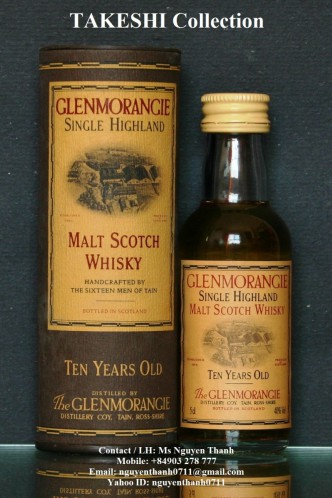 TAKESHI Collection
GLENMORANGIE
SINGLE HIGHLAND
MALT SCOTCH
WHISKY
HANDCRAFTED BY
THE SIXTEEN MEN OF TAIN
BOTTLED IN SCOTLAND
TEN YEARS OLD
DISTILLED BY
The GLENMORANGIE
DISTILLERY COY, TAIN, ROSS-SHIRE.
GLENMORANGIE
SINGLE HIGHLAND
MALT SCOTCH WHISKY
TEN YEARS OLD
The GLENMORANGIE
DISTILLERY COY, TAIN, ROSS-SHIRE.
5cl
BOTTLED IN SCOTLAND
Contact / LH: Ms Nguyen Thanh
Mobile: +84903 278 777
Email: nguyenthanh0711@gmail.com
Yahoo ID: nguyenthanh0711